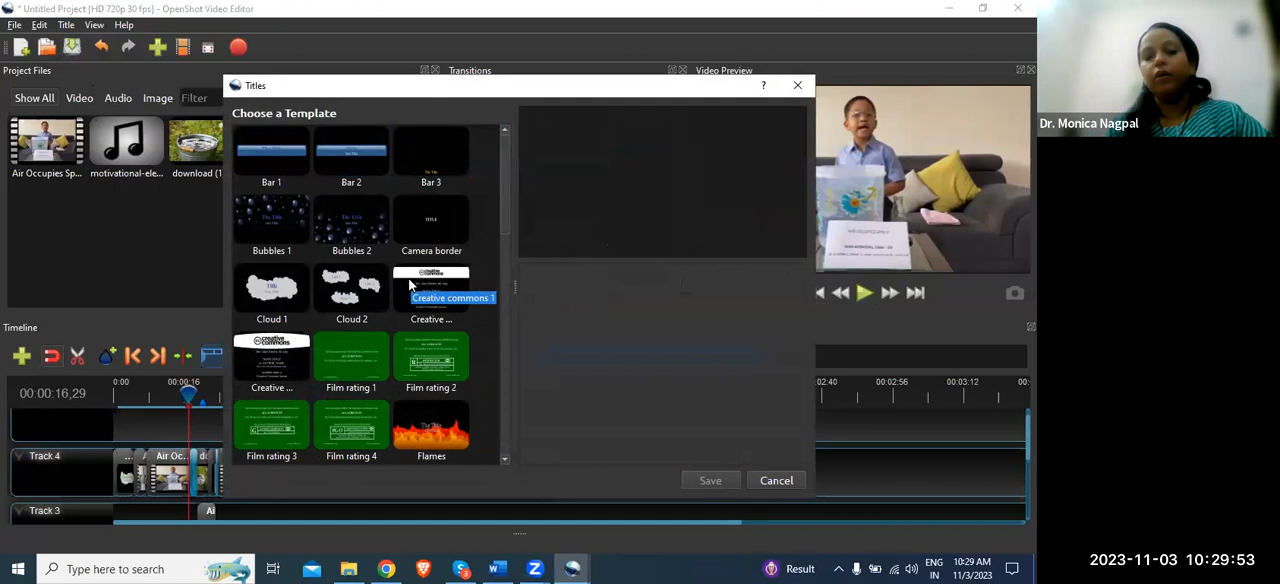 * Untitled Project [HD 720p 30 fps] - OpenShot Video Editor
File Edit Title View Help
Project Files
Transitions
Video Preview
Show All Video Audio Image Filter
Air Occupies Sp... motivational-ele... download (1
Titles
?
Choose a Template
Bar 1 Bar 2 Bar 3
Bubbles 1 Bubbles 2 Camera border
TITLE
Cloud 1 Cloud 2 Creative ...
Creative commons 1
Creative ... Film rating 1 Film rating 2
Film rating 3 Film rating 4 Flames
Save Cancel
Dr. Monica Nagpal
Timeline
00:00:16,29
0:00 00:00:16
02:40 00:02:56 00:03:12 00:
Track 4
Air Oc...
Track 3
Ai
Type here to search
Result
ENG
IN
10:29 AM
11/3/2023
2023-11-03 10:29:53